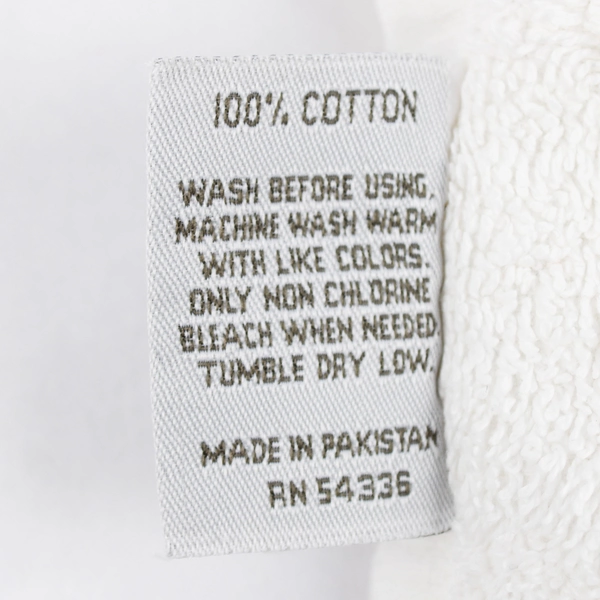 100% COTTON
WASH BEFORE USING,
MACHINE WASH WARM
WITH LIKE COLORS.
ONLY NON CHLORINE
BLEACH WHEN NEEDED.
TUMBLE DRY LOW.
MADE IN PAKISTAN
RN 54336